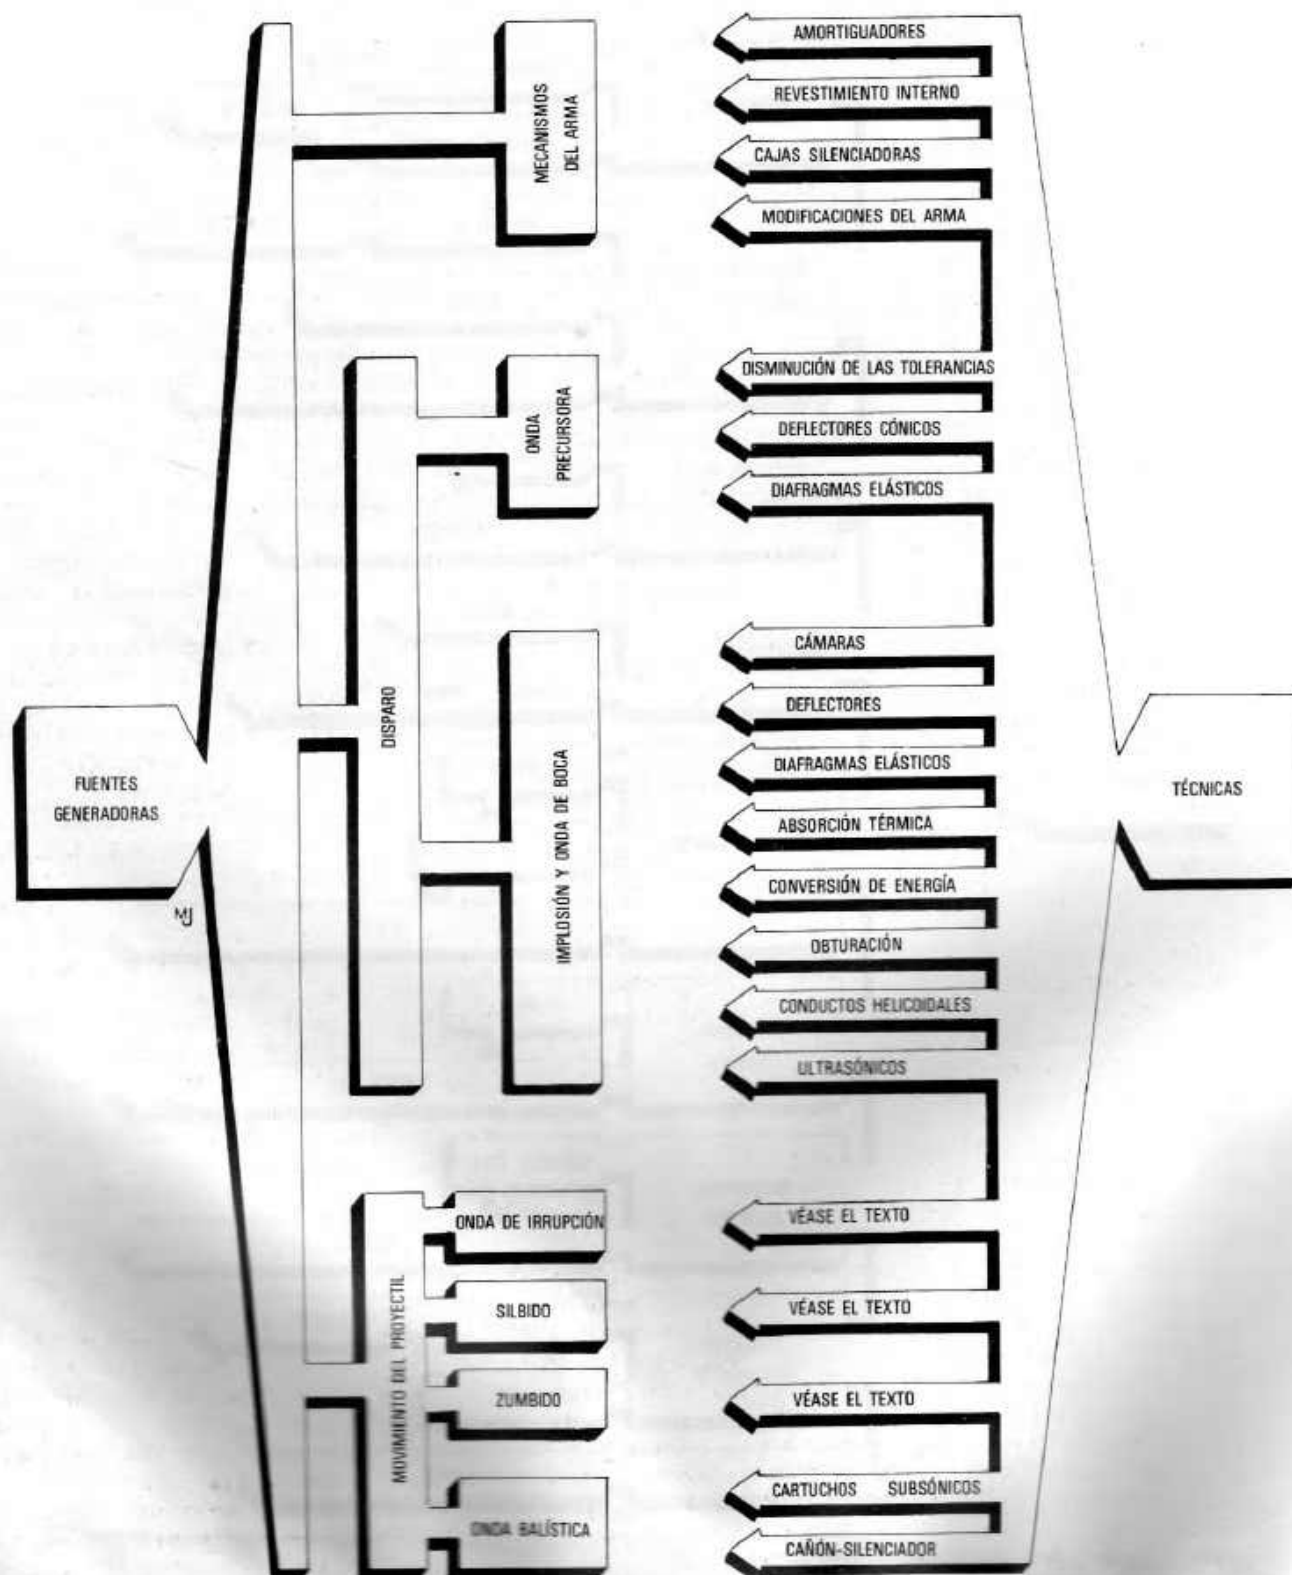 FUENTES
GENERADORAS
MJ
MECANISMOS
DEL ARMA
DISPARO
ONDA
PRECURSORA
IMPLOSIÓN Y ONDA DE BOCA
MOVIMIENTO DEL PROYECTIL
ONDA DE IRRUPCIÓN
SILBIDO
ZUMBIDO
ONDA BALÍSTICA
AMORTIGUADORES
REVESTIMIENTO INTERNO
CAJAS SILENCIADORAS
MODIFICACIONES DEL ARMA
DISMINUCIÓN DE LAS TOLERANCIAS
DEFLECTORES CÓNICOS
DIAFRAGMAS ELÁSTICOS
CÁMARAS
DEFLECTORES
DIAFRAGMAS ELÁSTICOS
ABSORCIÓN TÉRMICA
CONVERSIÓN DE ENERGÍA
OBTURACIÓN
CONDUCTOS HELICOIDALES
ULTRASÓNICOS
VÉASE EL TEXTO
VÉASE EL TEXTO
VÉASE EL TEXTO
CARTUCHOS SUBSÓNICOS
CAÑÓN-SILENCIADOR
TÉCNICAS